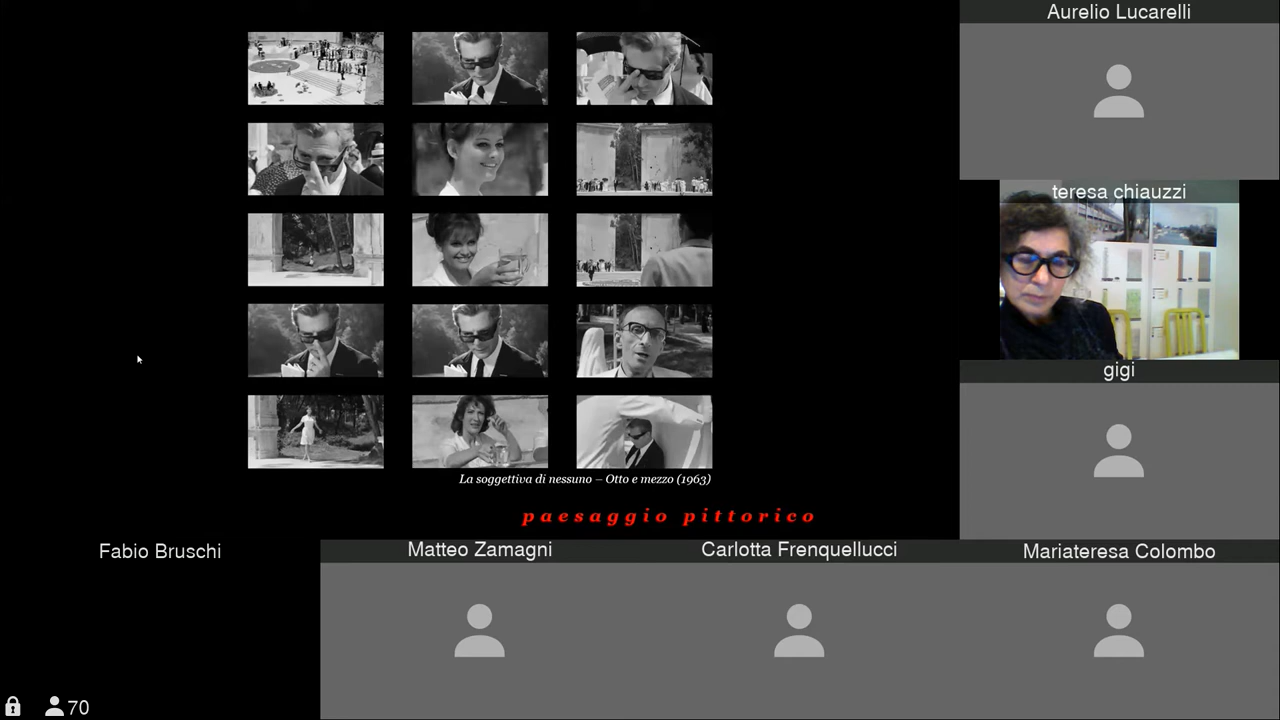 Aurelio Lucarelli
teresa chiauzzi
gigi
La soggettiva di nessuno – Otto e mezzo (1963)
paesaggio pittorico
Fabio Bruschi
Matteo Zamagni
Carlotta Frenquellucci
Mariateresa Colombo
70